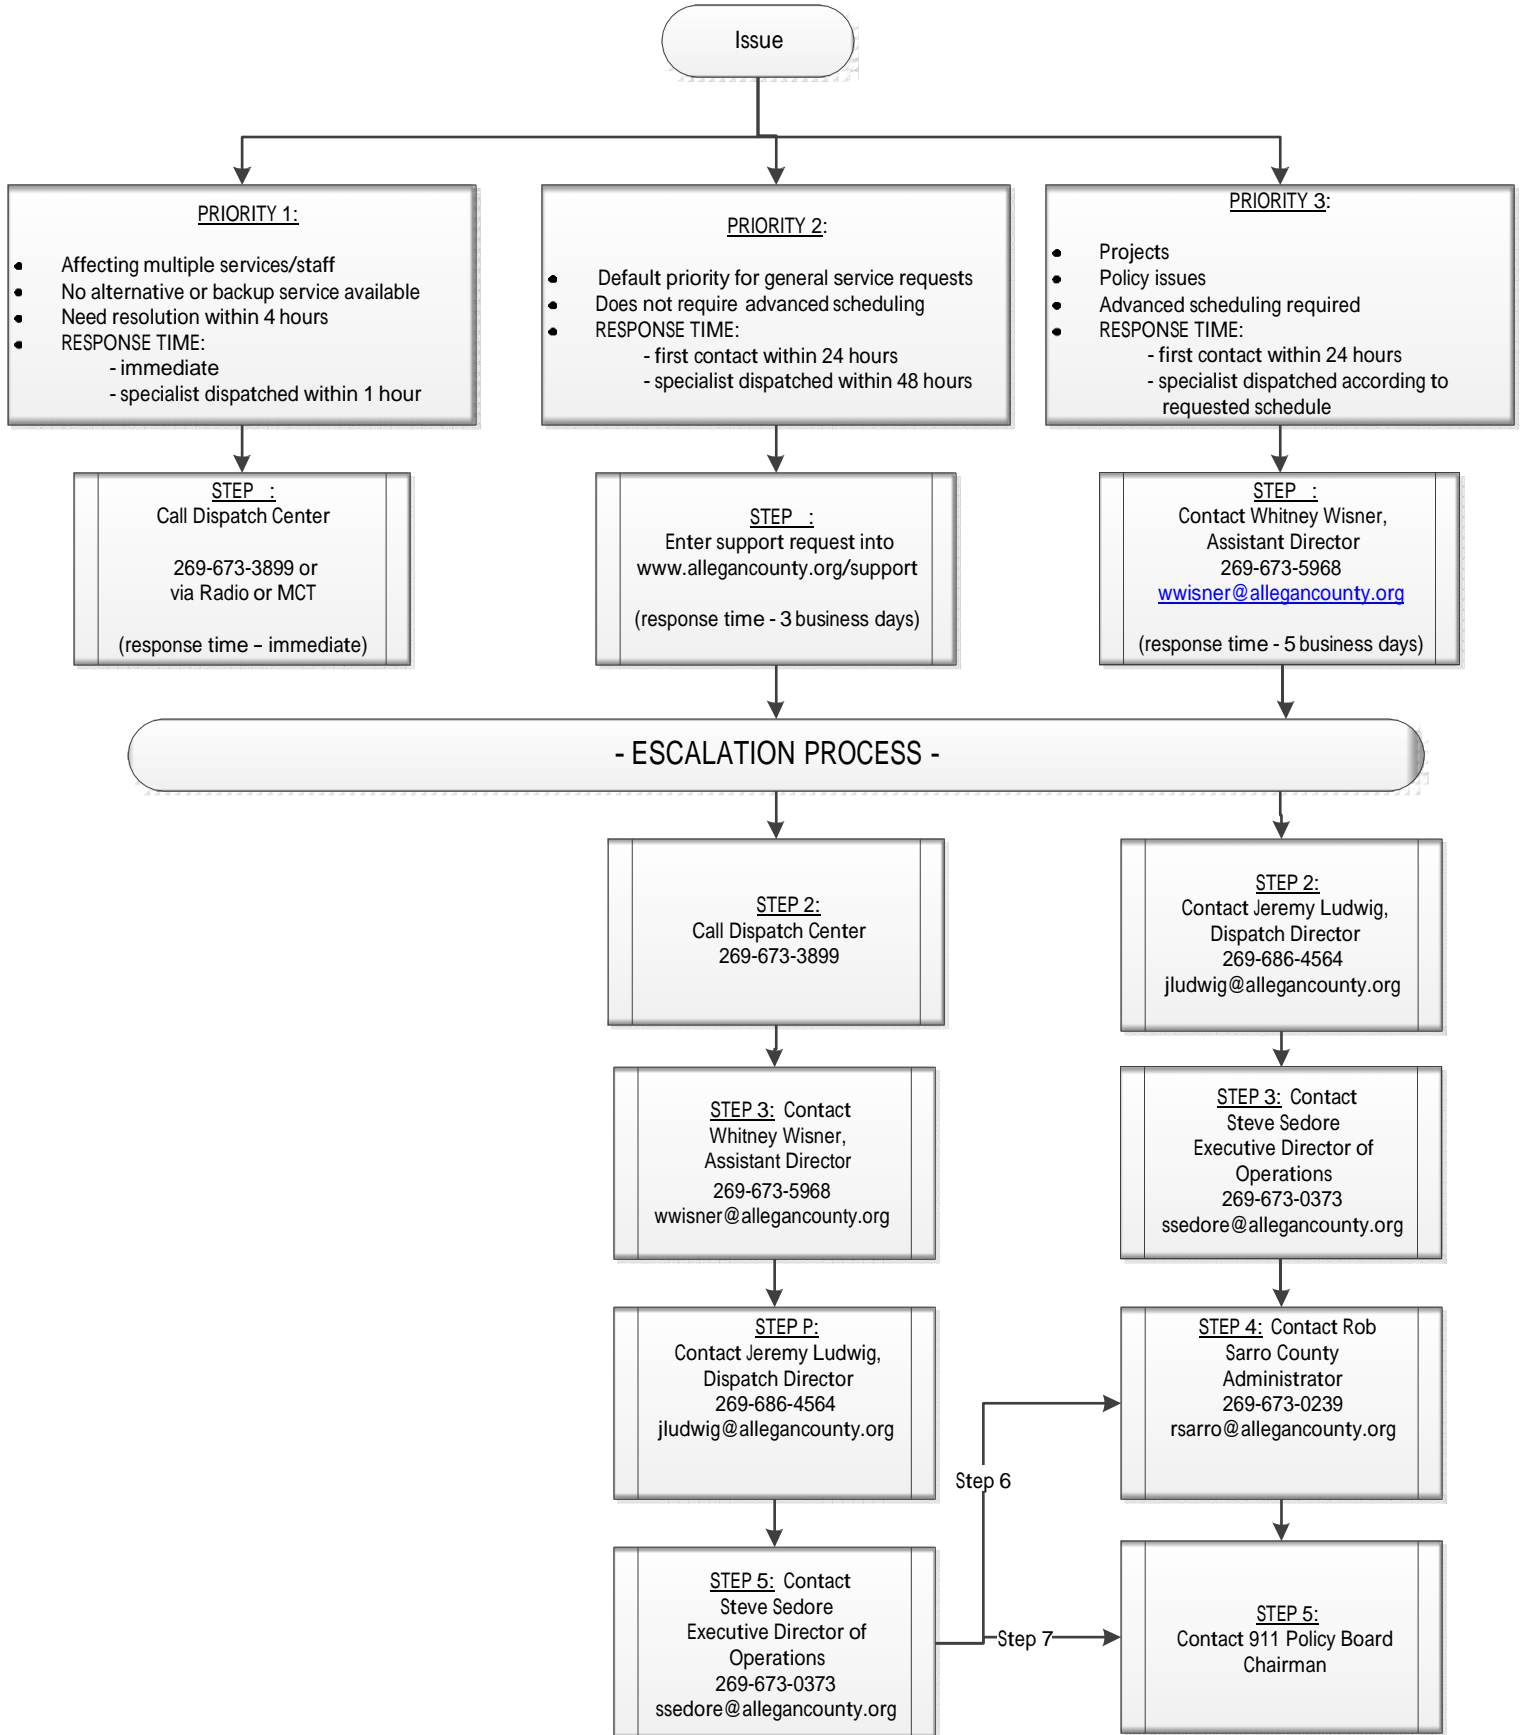 Issue
PRIORITY 1:
• Affecting multiple services/staff
• No alternative or backup service available
• Need resolution within 4 hours
• RESPONSE TIME:
- immediate
- specialist dispatched within 1 hour
PRIORITY 2:
• Default priority for general service requests
• Does not require advanced scheduling
• RESPONSE TIME:
- first contact within 24 hours
- specialist dispatched within 48 hours
PRIORITY 3:
• Projects
• Policy issues
• Advanced scheduling required
• RESPONSE TIME:
- first contact within 24 hours
- specialist dispatched according to
requested schedule
STEP :
Call Dispatch Center
269-673-3899 or
via Radio or MCT
(response time – immediate)
STEP :
Enter support request into
www.allegancounty.org/support
(response time - 3 business days)
STEP :
Contact Whitney Wisner,
Assistant Director
269-673-5968
wwisner@allegancounty.org
(response time - 5 business days)
- ESCALATION PROCESS -
STEP 2:
Call Dispatch Center
269-673-3899
STEP 2:
Contact Jeremy Ludwig,
Dispatch Director
269-686-4564
jludwig@allegancounty.org
STEP 3: Contact
Whitney Wisner,
Assistant Director
269-673-5968
wwisner@allegancounty.org
STEP 3: Contact
Steve Sedore
Executive Director of
Operations
269-673-0373
ssedore@allegancounty.org
STEP P:
Contact Jeremy Ludwig,
Dispatch Director
269-686-4564
jludwig@allegancounty.org
STEP 4: Contact Rob
Sarro County
Administrator
269-673-0239
rsarro@allegancounty.org
Step 6
STEP 5: Contact
Steve Sedore
Executive Director of
Operations
269-673-0373
ssedore@allegancounty.org
Step 7
STEP 5:
Contact 911 Policy Board
Chairman